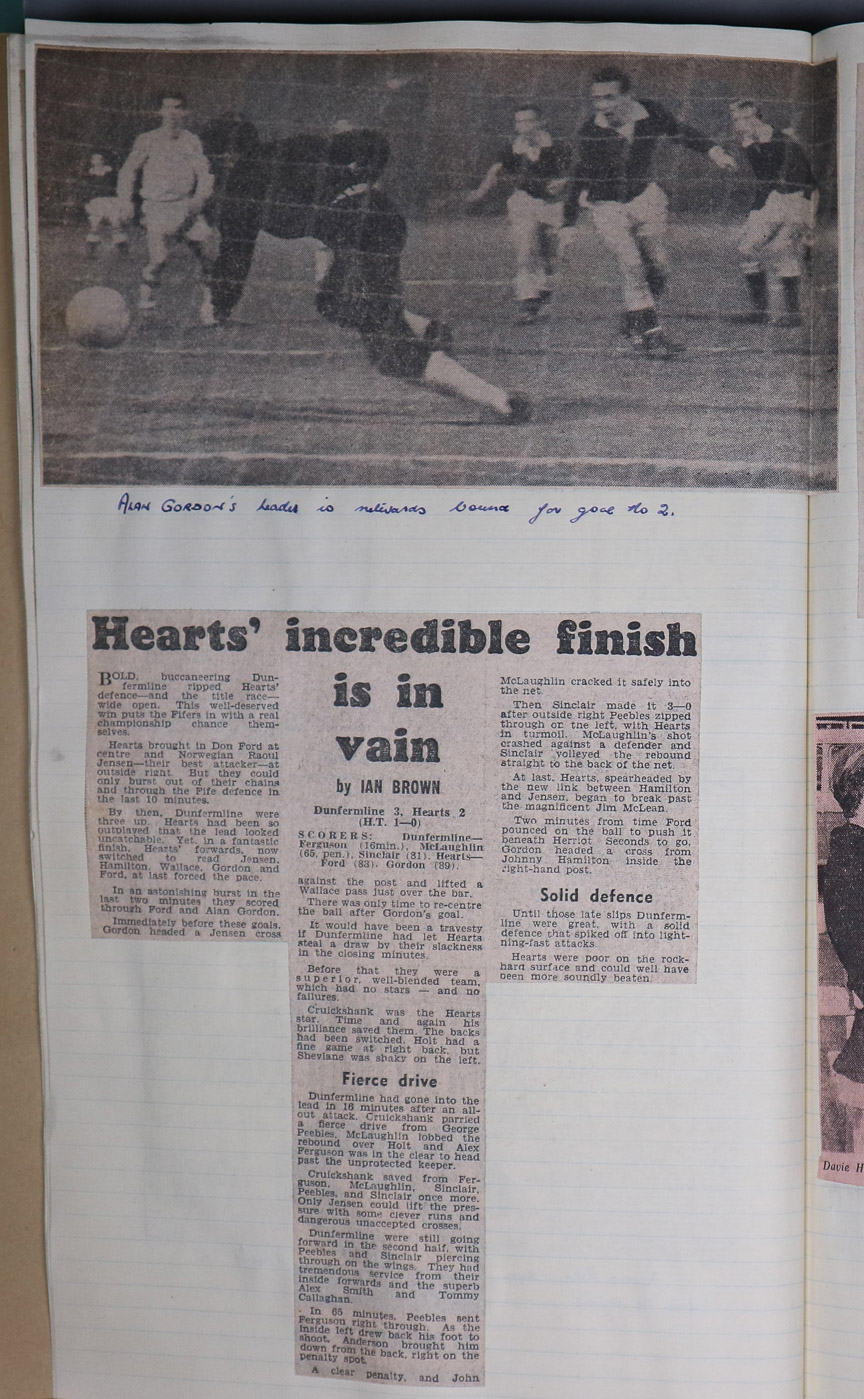 ALAN GORDON'S header is netwards bound for goal No 2.
Hearts' incredible finish
is in
vain
by IAN BROWN
BOLD, buccaneering Dun-
fermline ripped Hearts'
defence—and the title race—
wide open. This well-deserved
win puts the Fifers in with a real
championship chance them-
selves.
Hearts brought in Don Ford at
centre and Norwegian Raoul
Jensen—their best attacker—at
outside right. But they could
only burst out of their chains
and through the Fife defence in
the last 10 minutes.
By then, Dunfermline were
three up. Hearts had been so
outplayed that the lead looked
uncatchable. Yet, in a fantastic
finish, Hearts' forwards, now
switched to read Jensen,
Hamilton, Wallace, Gordon and
Ford, at last forced the pace.
In an astonishing burst in the
last two minutes they scored
through Ford and Alan Gordon.
Immediately before these goals,
Gordon headed a Jensen cross
Dunfermline 3, Hearts 2
(H.T. 1—0)
SCORERS: Dunfermline—
Ferguson (16min.), McLaughlin
(65, pen.), Sinclair (81). Hearts—
Ford (83). Gordon (89).
against the post and lifted a
Wallace pass just over the bar.
There was only time to re-centre
the ball after Gordon's goal.
It would have been a travesty
if Dunfermline had let Hearts
steal a draw by their slackness
in the closing minutes.
Before that they were a
superior, well-blended team,
which had no stars — and no
failures.
Cruickshank was the Hearts
star. Time and again his
brilliance saved them. The backs
had been switched. Holt had a
fine game at right back, but
Shevlane was shaky on the left.
Fierce drive
Dunfermline had gone into the
lead in 16 minutes after an all-
out attack. Cruickshank parried
a fierce drive from George
Peebles, McLaughlin lobbed the
rebound over Holt and Alex
Ferguson was in the clear to head
past the unprotected keeper.
Cruickshank saved from Fer-
guson, McLaughlin, Sinclair,
Peebles, and Sinclair once more.
Only Jensen could lift the pres-
sure with some clever runs and
dangerous unaccepted crosses.
Dunfermline were still going
forward in the second half, with
Peebles and Sinclair piercing
through on the wings. They had
tremendous service from their
inside forwards and the superb
Alex Smith and Tommy
Callaghan.
In 65 minutes, Peebles sent
Ferguson right through. As the
inside left drew back his foot to
shoot, Anderson brought him
down from the back, right on the
penalty spot.
A clear penalty, and John
McLaughlin cracked it safely into
the net.
Then Sinclair made it 3—0
after outside right Peebles zipped
through on the left, with Hearts
in turmoil. McLaughlin's shot
crashed against a defender and
Sinclair volleyed the rebound
straight to the back of the net.
At last, Hearts, spearheaded by
the new link between Hamilton
and Jensen, began to break past
the magnificent Jim McLean.
Two minutes from time Ford
pounced on the ball to push it
beneath Herriot. Seconds to go,
Gordon headed a cross from
Johnny Hamilton inside the
right-hand post.
Solid defence
Until those late slips Dunferm-
line were great, with a solid
defence that spiked off into light-
ning-fast attacks.
Hearts were poor on the rock-
hard surface and could well have
been more soundly beaten.
Davie H